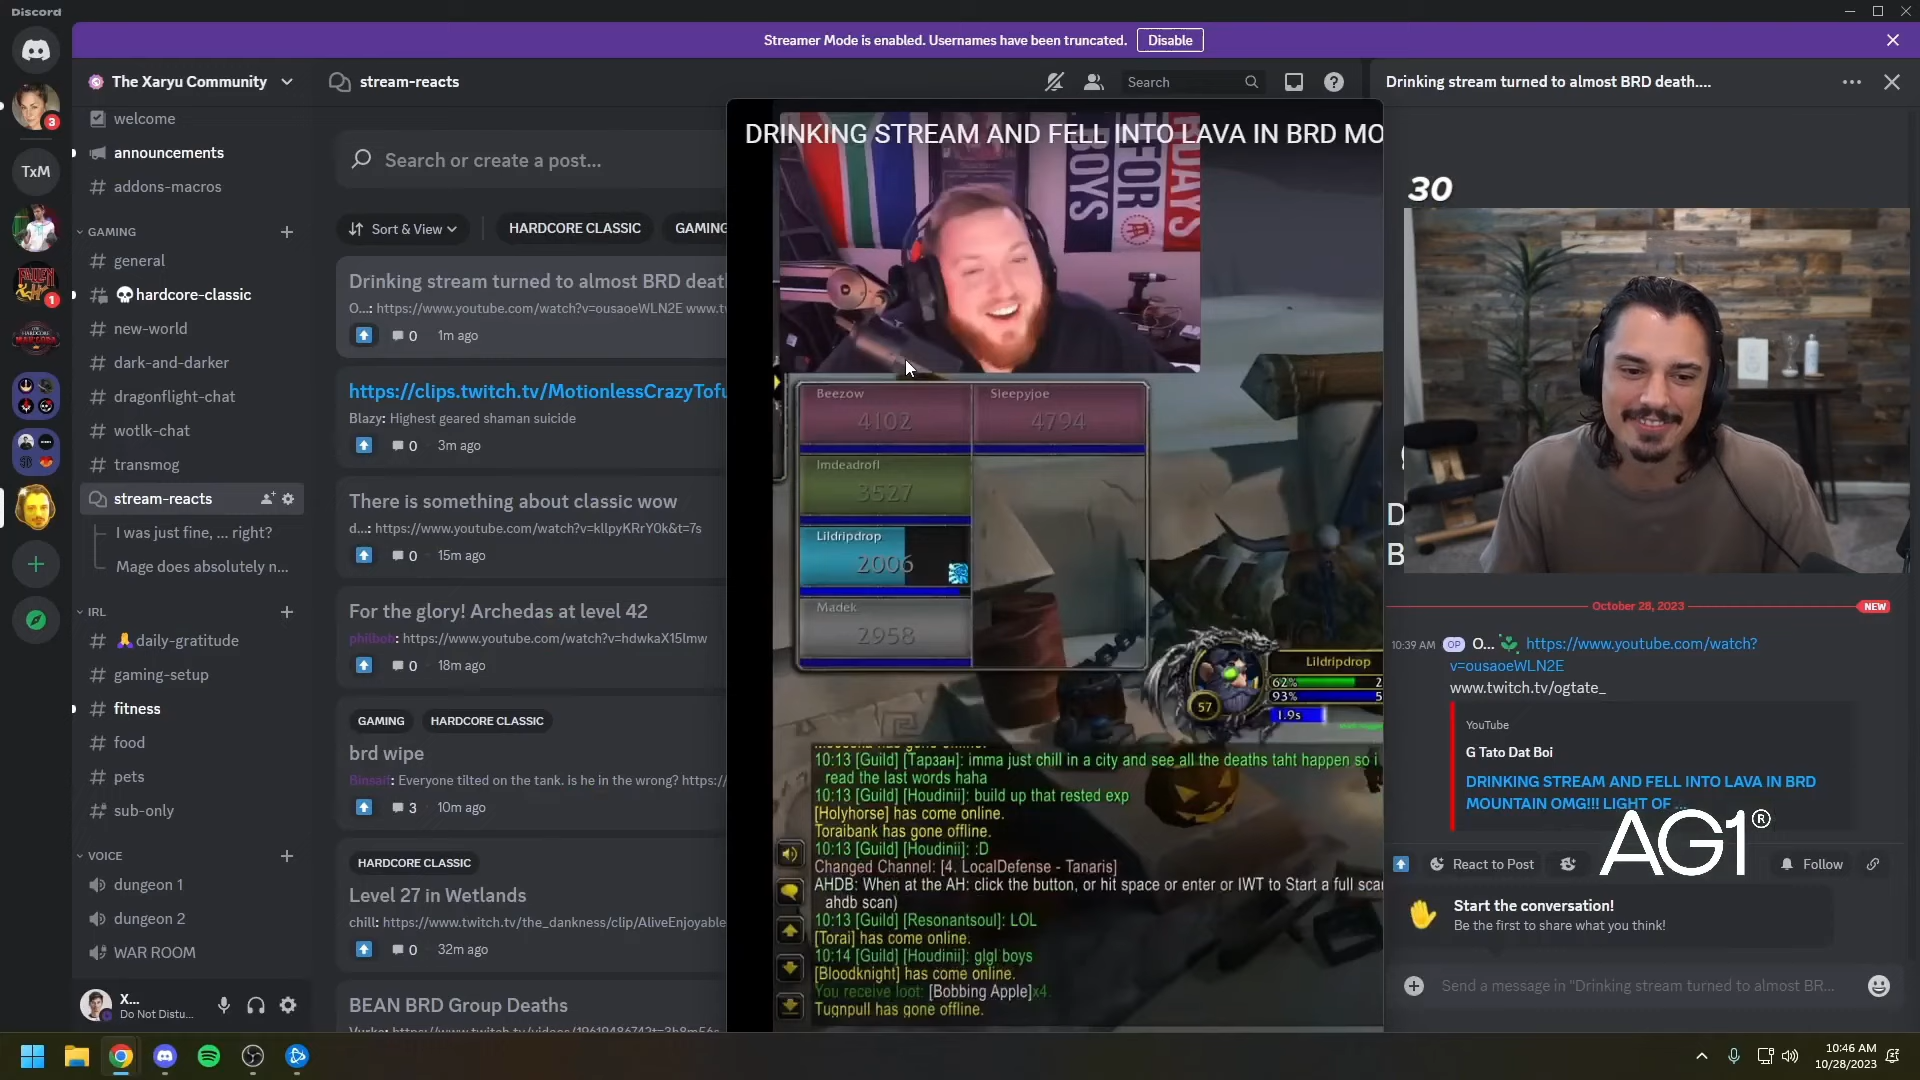 Discord
Streamer Mode is enabled. Usernames have been truncated.
Disable
The Xaryu Community
stream-reacts
Search
Drinking stream turned to almost BRD death....
3
TxM
1
welcome
announcements
addons-macros
GAMING
general
hardcore-classic
new-world
dark-and-darker
dragonflight-chat
wotlk-chat
transmog
stream-reacts
I was just fine, ... right?
Mage does absolutely n...
IRL
daily-gratitude
gaming-setup
fitness
food
pets
sub-only
VOICE
dungeon 1
dungeon 2
WAR ROOM
X...
Do Not Distu...
Search or create a post...
Sort & View
HARDCORE CLASSIC
GAMING
Drinking stream turned to almost BRD deat
O...: https://www.youtube.com/watch?v=ousaoeWLN2E www.t
0
1m ago
https://clips.twitch.tv/MotionlessCrazyTofu
Blazy: Highest geared shaman suicide
0
3m ago
There is something about classic wow
d...: https://www.youtube.com/watch?v=kllpyKRrY0k&t=7s
0
15m ago
For the glory! Archedas at level 42
philbob: https://www.youtube.com/watch?v=hdwkaX15lmw
0
18m ago
GAMING
HARDCORE CLASSIC
brd wipe
Binsaif: Everyone tilted on the tank. is he in the wrong? https:/
3
10m ago
HARDCORE CLASSIC
Level 27 in Wetlands
chill: https://www.twitch.tv/the_dankness/clip/AliveEnjoyable
0
32m ago
BEAN BRD Group Deaths
DRINKING STREAM AND FELL INTO LAVA IN BRD MO
BOYS
FOR
Beezow
4102
Sleepyjoe
4794
Imdeadrofl
3527
Lildripdrop
2006
Madek
2958
Lildripdrop
62%
2
93%
5
57
1.9s
10:13 [Guild] [Тарзан]: imma just chill in a city and see all the deaths taht happen so i
read the last words haha
10:13 [Guild] [Houdinii]: build up that rested exp
[Holyhorse] has come online.
Toraibank has gone offline.
10:13 [Guild] [Houdinii]: :D
Changed Channel: [4. LocalDefense - Tanaris]
AHDB: When at the AH: click the button, or hit space or enter or IWT to Start a full sca
ahdb scan)
10:13 [Guild] [Resonantsoul]: LOL
[Torai] has come online.
10:14 [Guild] [Houdinii]: glgl boys
[Bloodknight] has come online.
You receive loot: [Bobbing Apple]x4.
Tugnpull has gone offline.
30
D
B
October 28, 2023
NEW
10:39 AM
OP
O...
https://www.youtube.com/watch?
v=ousaoeWLN2E
www.twitch.tv/ogtate_
YouTube
G Tato Dat Boi
DRINKING STREAM AND FELL INTO LAVA IN BRD
MOUNTAIN OMG!!! LIGHT OF ...
AG1®
React to Post
Follow
Start the conversation!
Be the first to share what you think!
Send a message in "Drinking stream turned to almost BR...
10:46 AM
10/28/2023